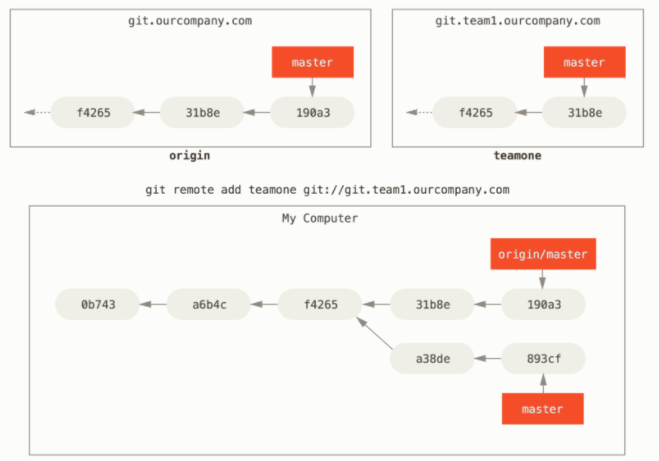 git.ourcompany.com
master
f4265 31b8e 190a3
origin
git.team1.ourcompany.com
master
f4265 31b8e
teamone
git remote add teamone git://git.team1.ourcompany.com
My Computer
origin/master
0b743 a6b4c f4265 31b8e 190a3
a38de 893cf
master